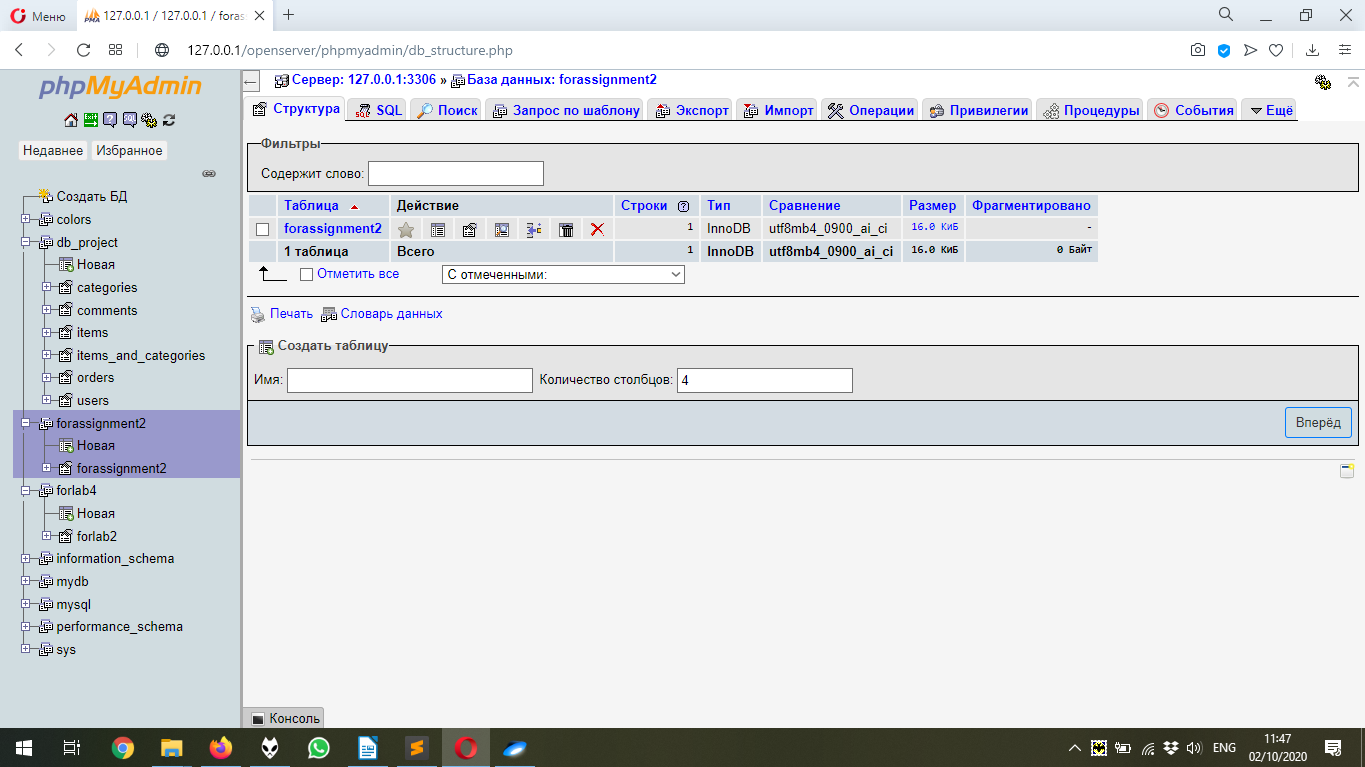 Меню
127.0.0.1 / 127.0.0.1 / foras
127.0.0.1/openserver/phpmyadmin/db_structure.php
phpMyAdmin
Недавнее Избранное
Создать БД
colors
db_project
Новая
categories
comments
items
items_and_categories
orders
users
forassignment2
Новая
forassignment2
forlab4
Новая
forlab2
information_schema
mydb
mysql
performance_schema
sys
Сервер: 127.0.0.1:3306 » База данных: forassignment2
Структура SQL Поиск Запрос по шаблону Экспорт Импорт Операции Привилегии Процедуры События Ещё
Фильтры
Содержит слово:
Таблица Действие Строки Тип Сравнение Размер Фрагментировано
forassignment2 1 InnoDB utf8mb4_0900_ai_ci 16.0 КиБ -
1 таблица Всего 1 InnoDB utf8mb4_0900_ai_ci 16.0 КиБ 0 Байт
Отметить все С отмеченными:
Печать Словарь данных
Создать таблицу
Имя: Количество столбцов: 4
Вперёд
Консоль
ENG
11:47
02/10/2020